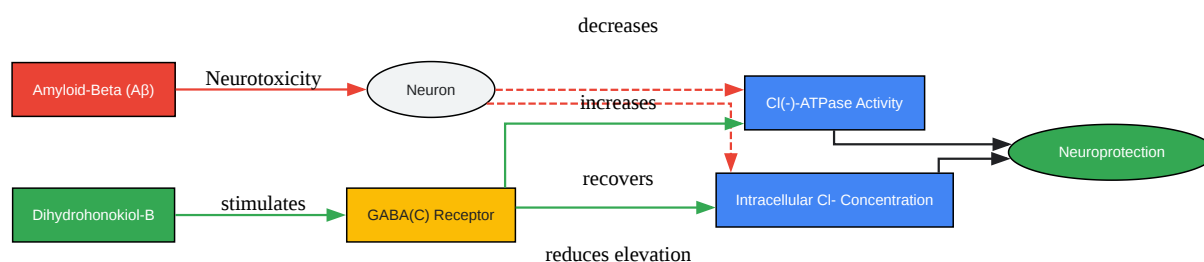 decreases
Amyloid-Beta (Aβ)
Neurotoxicity
Neuron
increases
Cl(-)-ATPase Activity
Neuroprotection
Dihydrohonokiol-B
stimulates
GABA(C) Receptor
recovers
Intracellular Cl- Concentration
reduces elevation